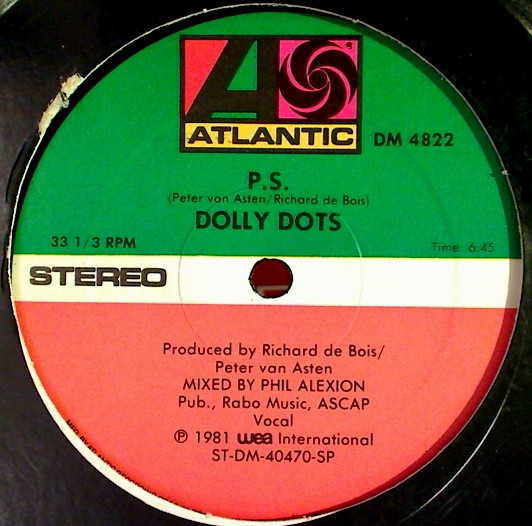 ATLANTIC
DM 4822
P.S.
(Peter van Asten/Richard de Bois)
DOLLY DOTS
33 1/3 RPM
Time: 6:45
STEREO
Produced by Richard de Bois/
Peter van Asten
MIXED BY PHIL ALEXION
Pub., Rabo Music, ASCAP
Vocal
℗ 1981 wea International
ST-DM-40470-SP